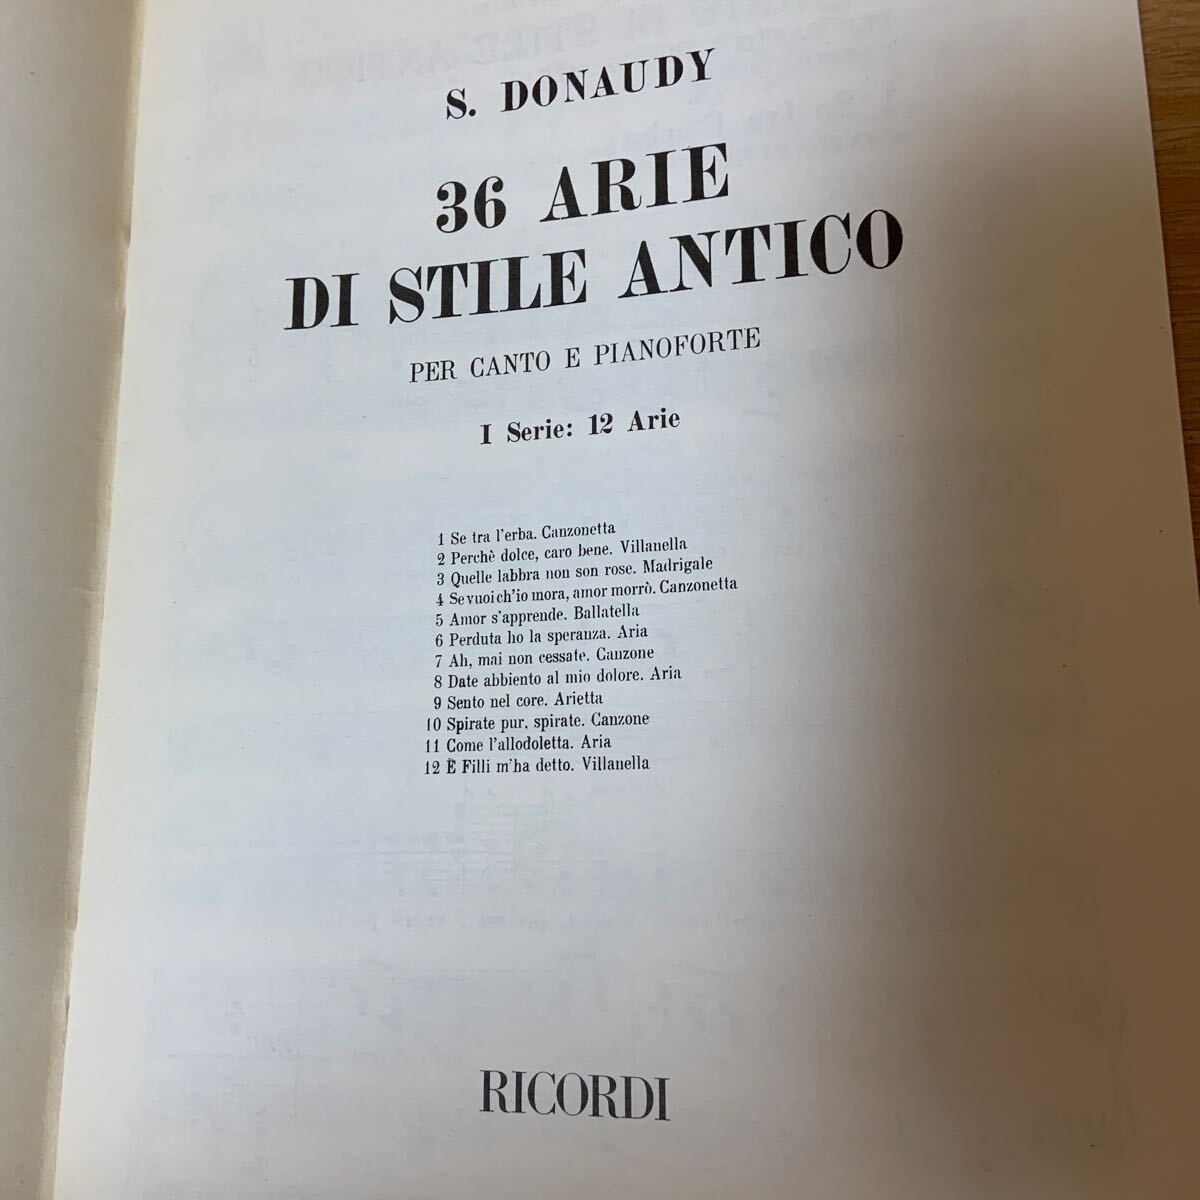 S. DONAUDY
36 ARIE
DI STILE ANTICO
PER CANTO E PIANOFORTE
I Serie: 12 Arie
1 Se tra l'erba. Canzonetta
2 Perchè dolce, caro bene. Villanella
3 Quelle labbra non son rose. Madrigale
4 Se vuoi ch'io mora, amor morrò. Canzonetta
5 Amor s'apprende. Ballatella
6 Perduta ho la speranza. Aria
7 Ah, mai non cessate. Canzone
8 Date abbiento al mio dolore. Aria
9 Sento nel core. Arietta
10 Spirate pur, spirate. Canzone
11 Come l'allodoletta. Aria
12 È Filli m'ha detto. Villanella
RICORDI